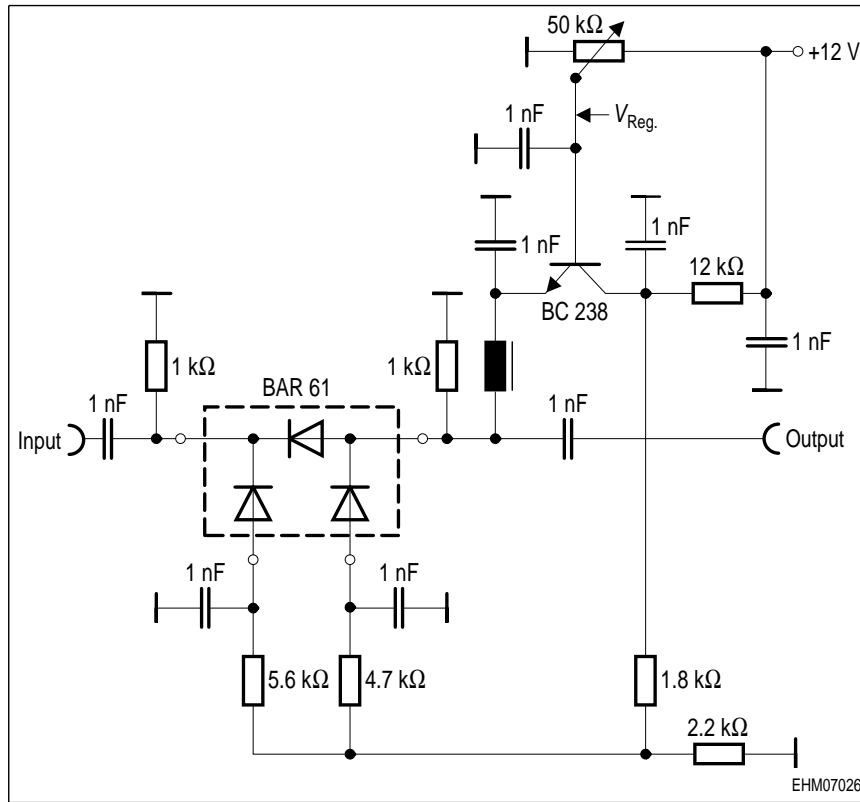 50 kΩ
+12 V
1 nF
V Reg.
1 nF
1 nF
12 kΩ
BC 238
1 nF
1 kΩ
1 kΩ
BAR 61
1 nF
1 nF
Input
Output
1 nF
1 nF
5.6 kΩ
4.7 kΩ
1.8 kΩ
2.2 kΩ
EHM07026